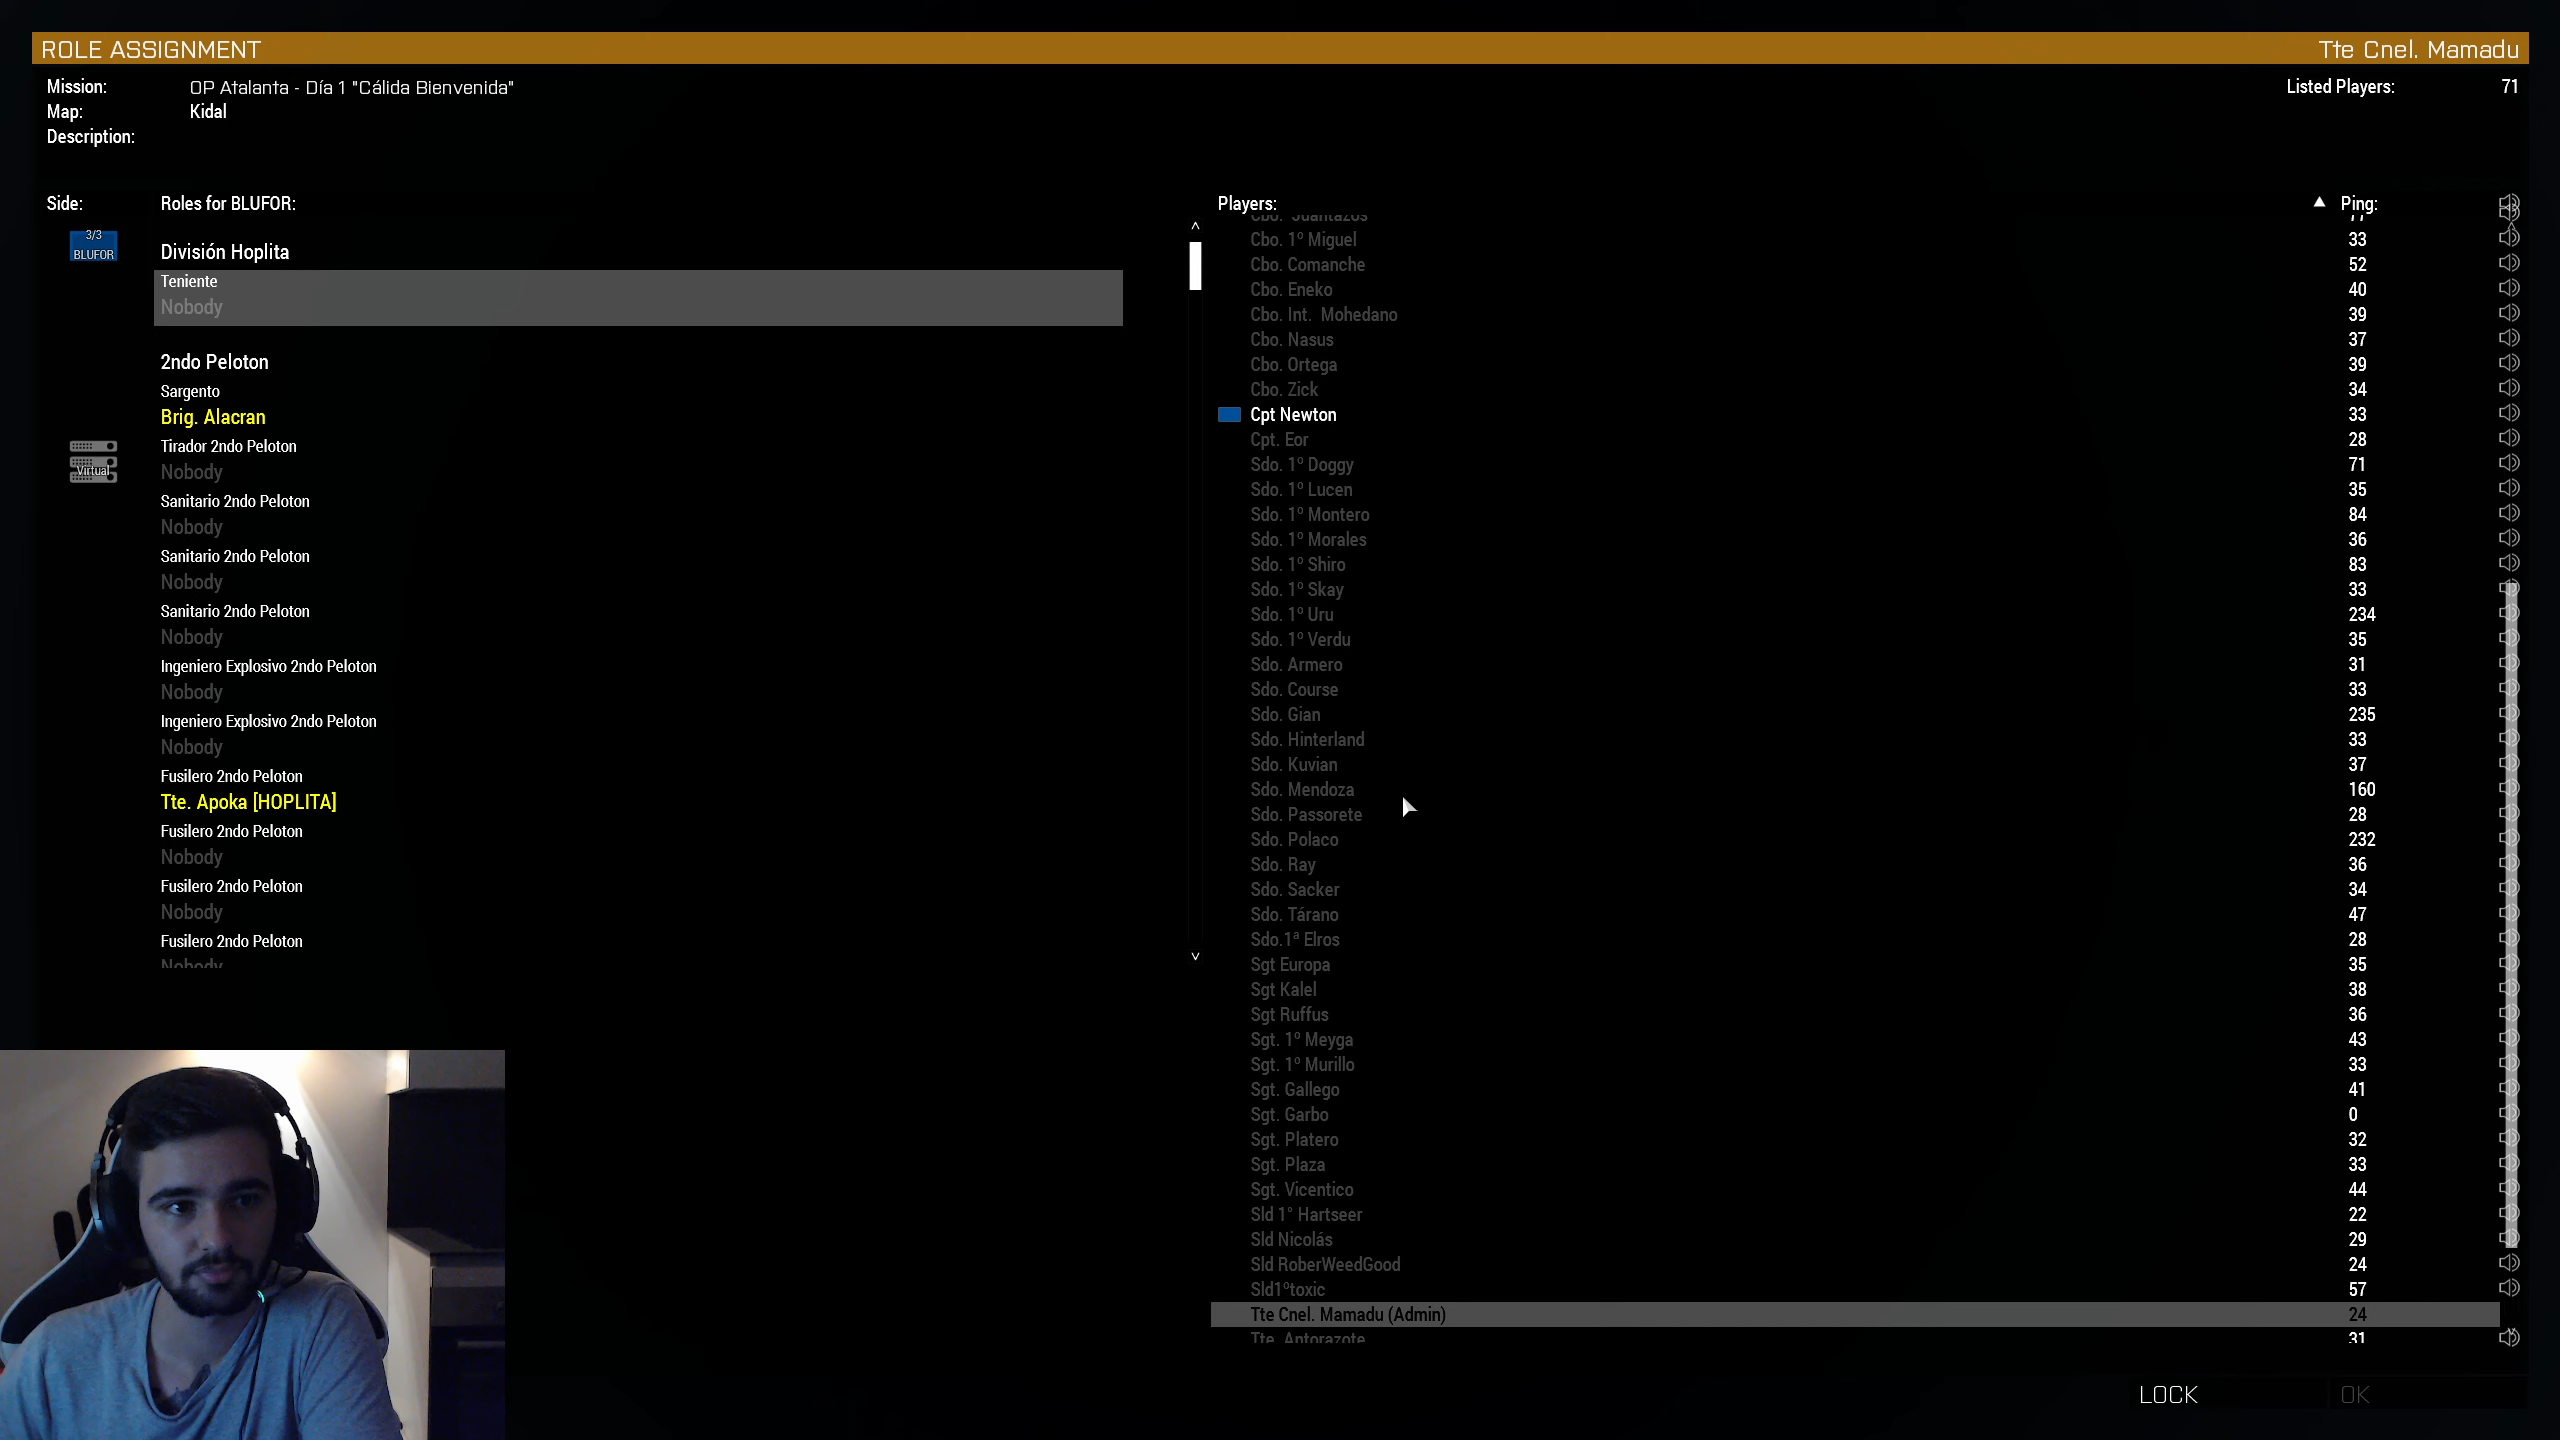 ROLE ASSIGNMENT
Tte Cnel. Mamadu
Mission: OP Atalanta - Día 1 "Cálida Bienvenida"
Listed Players: 71
Map: Kidal
Description:
Side:
3/3
BLUFOR
Virtual
Roles for BLUFOR:
División Hoplita
Teniente
Nobody
2ndo Peloton
Sargento
Brig. Alacran
Tirador 2ndo Peloton
Nobody
Sanitario 2ndo Peloton
Nobody
Sanitario 2ndo Peloton
Nobody
Sanitario 2ndo Peloton
Nobody
Ingeniero Explosivo 2ndo Peloton
Nobody
Ingeniero Explosivo 2ndo Peloton
Nobody
Fusilero 2ndo Peloton
Tte. Apoka [HOPLITA]
Fusilero 2ndo Peloton
Nobody
Fusilero 2ndo Peloton
Nobody
Fusilero 2ndo Peloton
Nobody
Players: Ping:
Cbo. Juantazos
Cbo. 1º Miguel 33
Cbo. Comanche 52
Cbo. Eneko 40
Cbo. Int. Mohedano 39
Cbo. Nasus 37
Cbo. Ortega 39
Cbo. Zick 34
Cpt Newton 33
Cpt. Eor 28
Sdo. 1º Doggy 71
Sdo. 1º Lucen 35
Sdo. 1º Montero 84
Sdo. 1º Morales 36
Sdo. 1º Shiro 83
Sdo. 1º Skay 33
Sdo. 1º Uru 234
Sdo. 1º Verdu 35
Sdo. Armero 31
Sdo. Course 33
Sdo. Gian 235
Sdo. Hinterland 33
Sdo. Kuvian 37
Sdo. Mendoza 160
Sdo. Passorete 28
Sdo. Polaco 232
Sdo. Ray 36
Sdo. Sacker 34
Sdo. Tárano 47
Sdo.1ª Elros 28
Sgt Europa 35
Sgt Kalel 38
Sgt Ruffus 36
Sgt. 1º Meyga 43
Sgt. 1º Murillo 33
Sgt. Gallego 41
Sgt. Garbo 0
Sgt. Platero 32
Sgt. Plaza 33
Sgt. Vicentico 44
Sld 1° Hartseer 22
Sld Nicolás 29
Sld RoberWeedGood 24
Sld1ºtoxic 57
Tte Cnel. Mamadu (Admin) 24
Tte. Antorazote 31
LOCK
OK